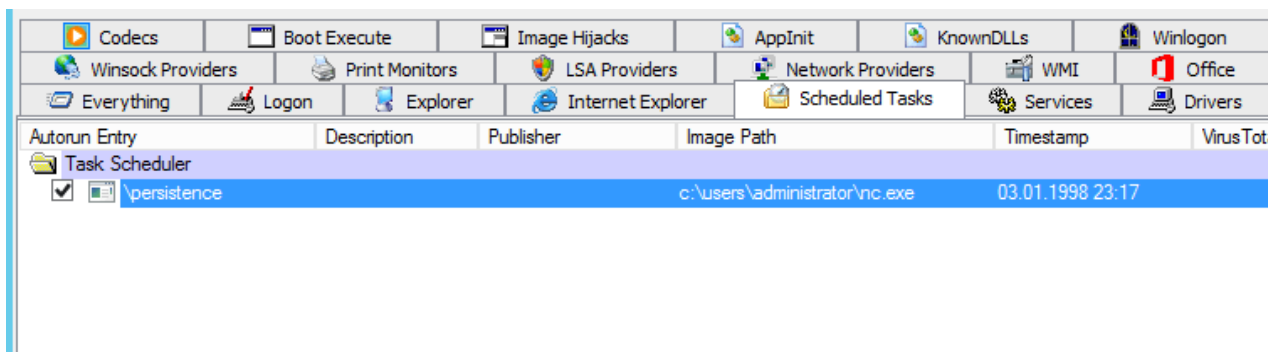 Codecs Boot Execute Image Hijacks AppInit KnownDLLs Winlogon
Winsock Providers Print Monitors LSA Providers Network Providers WMI Office
Everything Logon Explorer Internet Explorer Scheduled Tasks Services Drivers
Autorun Entry Description Publisher Image Path Timestamp VirusTot
Task Scheduler
\persistence c:\users\administrator\nc.exe 03.01.1998 23:17